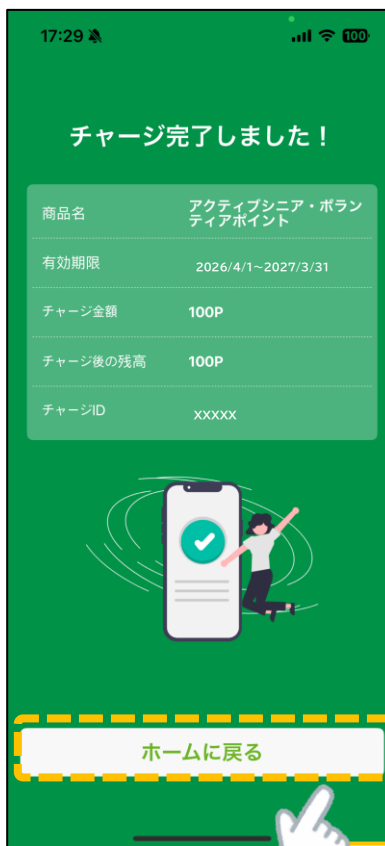 17:29
100
チャージ完了しました！
商品名
アクティブシニア・ボラン
ティアポイント
有効期限
2026/4/1~2027/3/31
チャージ金額
100P
チャージ後の残高
100P
チャージID
xxxxx
ホームに戻る